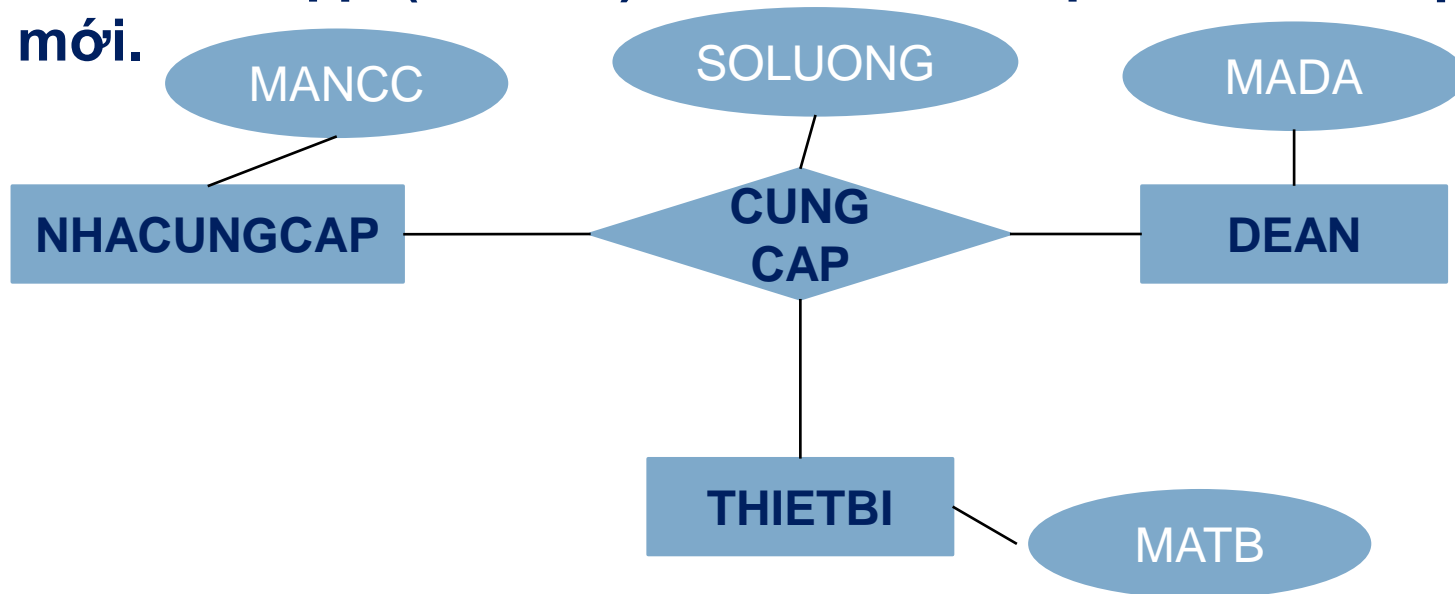 mới.
MANCC
SOLUONG
MADA
NHACUNGCAP
CUNG
CAP
DEAN
THIETBI
MATB